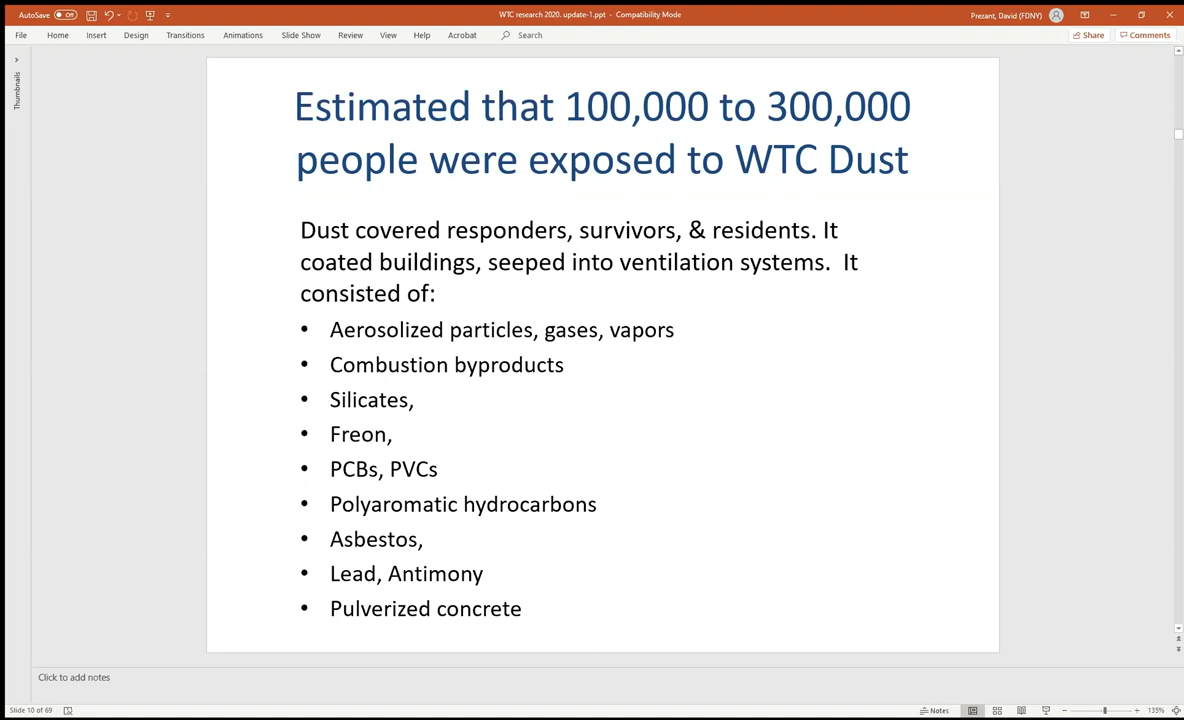 AutoSave Off
WTC research 2020. update-1.ppt - Compatibility Mode
Prezant, David (FDNY)
File Home Insert Design Transitions Animations Slide Show Review View Help Acrobat Search
Share Comments
Thumbnails
Estimated that 100,000 to 300,000
people were exposed to WTC Dust
Dust covered responders, survivors, & residents. It
coated buildings, seeped into ventilation systems. It
consisted of:
• Aerosolized particles, gases, vapors
• Combustion byproducts
• Silicates,
• Freon,
• PCBs, PVCs
• Polyaromatic hydrocarbons
• Asbestos,
• Lead, Antimony
• Pulverized concrete
Click to add notes
Slide 10 of 69
Notes
135%